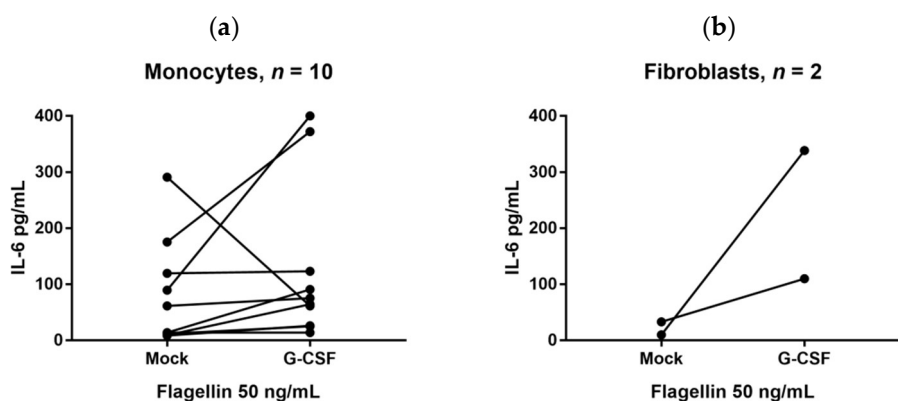 (a)
Monocytes, n = 10
IL-6 pg/mL
400
300
200
100
0
Mock
G-CSF
Flagellin 50 ng/mL
(b)
Fibroblasts, n = 2
IL-6 pg/mL
400
300
200
100
0
Mock
G-CSF
Flagellin 50 ng/mL